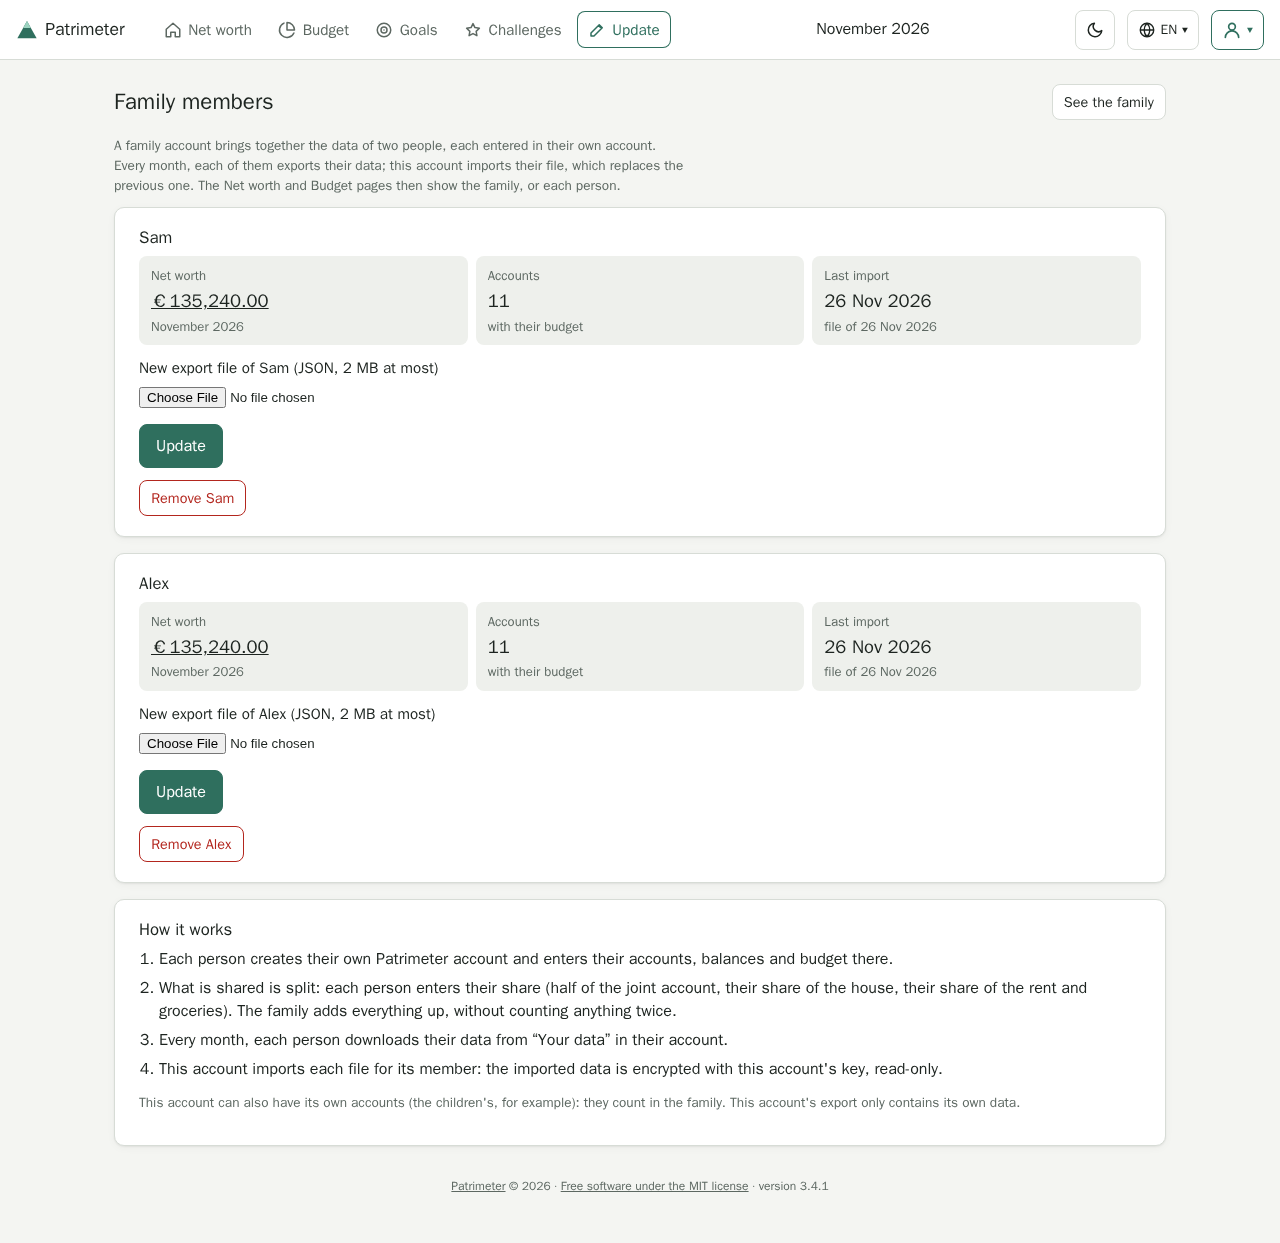 Patrimeter
Net worth
Budget
Goals
Challenges
Update
November 2026
EN ▾
▾
Family members
See the family
A family account brings together the data of two people, each entered in their own account.
Every month, each of them exports their data; this account imports their file, which replaces the
previous one. The Net worth and Budget pages then show the family, or each person.
Sam
Net worth
€ 135,240.00
November 2026
Accounts
11
with their budget
Last import
26 Nov 2026
file of 26 Nov 2026
New export file of Sam (JSON, 2 MB at most)
Choose File No file chosen
Update
Remove Sam
Alex
Net worth
€ 135,240.00
November 2026
Accounts
11
with their budget
Last import
26 Nov 2026
file of 26 Nov 2026
New export file of Alex (JSON, 2 MB at most)
Choose File No file chosen
Update
Remove Alex
How it works
1. Each person creates their own Patrimeter account and enters their accounts, balances and budget there.
2. What is shared is split: each person enters their share (half of the joint account, their share of the house, their share of the rent and
groceries). The family adds everything up, without counting anything twice.
3. Every month, each person downloads their data from “Your data” in their account.
4. This account imports each file for its member: the imported data is encrypted with this account's key, read-only.
This account can also have its own accounts (the children's, for example): they count in the family. This account's export only contains its own data.
Patrimeter © 2026 · Free software under the MIT license · version 3.4.1